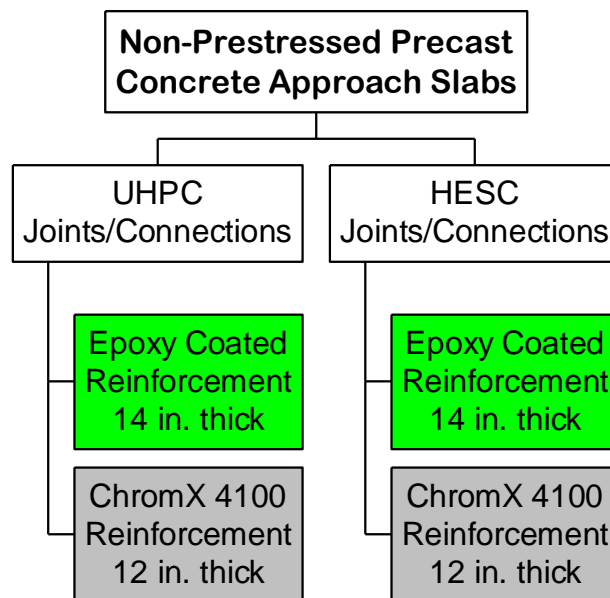 Non-Prestressed Precast
Concrete Approach Slabs
UHPC
Joints/Connections
HESC
Joints/Connections
Epoxy Coated
Reinforcement
14 in. thick
Epoxy Coated
Reinforcement
14 in. thick
ChromX 4100
Reinforcement
12 in. thick
ChromX 4100
Reinforcement
12 in. thick